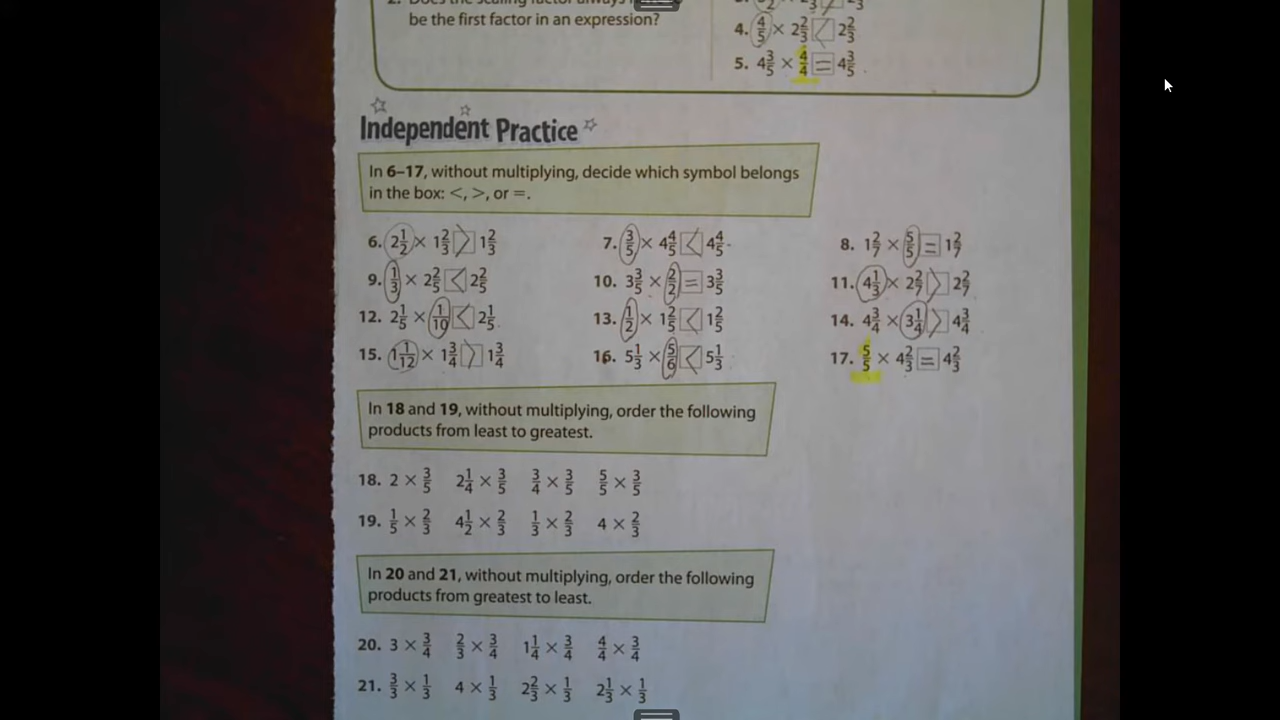 be the first factor in an expression?
4. 4/5 × 2 2/3 < 2 2/3
5. 4 3/5 × 4/4 = 4 3/5
Independent Practice
In 6–17, without multiplying, decide which symbol belongs
in the box: <, >, or =.
6. 2 1/2 × 1 2/3 > 1 2/3
7. 3/5 × 4 4/5 < 4 4/5
8. 1 2/7 × 5/5 = 1 2/7
9. 1/3 × 2 2/5 < 2 2/5
10. 3 3/5 × 2/2 = 3 3/5
11. 4 1/3 × 2 2/7 > 2 2/7
12. 2 1/5 × 1/10 < 2 1/5
13. 1/2 × 1 2/5 < 1 2/5
14. 4 3/4 × 3 1/4 > 4 3/4
15. 1 1/12 × 1 3/4 > 1 3/4
16. 5 1/3 × 5/6 < 5 1/3
17. 5/5 × 4 2/3 = 4 2/3
In 18 and 19, without multiplying, order the following
products from least to greatest.
18. 2 × 3/5 2 1/4 × 3/5 3/4 × 3/5 5/5 × 3/5
19. 1/5 × 2/3 4 1/2 × 2/3 1/3 × 2/3 4 × 2/3
In 20 and 21, without multiplying, order the following
products from greatest to least.
20. 3 × 3/4 2/3 × 3/4 1 1/4 × 3/4 4/4 × 3/4
21. 3/3 × 1/3 4 × 1/3 2 2/3 × 1/3 2 1/3 × 1/3